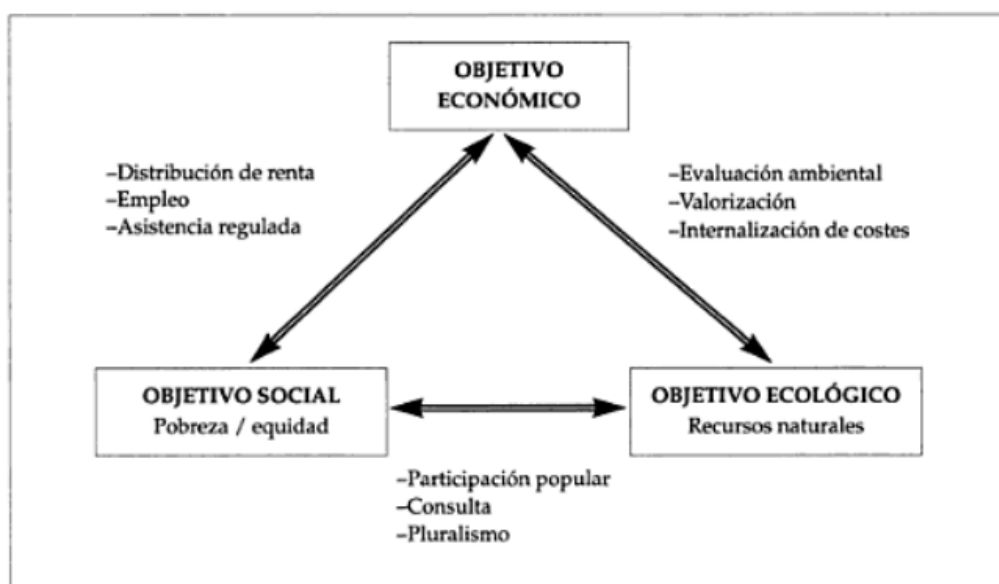 OBJETIVO
ECONÓMICO
–Distribución de renta
–Empleo
–Asistencia regulada
–Evaluación ambiental
–Valorización
–Internalización de costes
OBJETIVO SOCIAL
Pobreza / equidad
OBJETIVO ECOLÓGICO
Recursos naturales
–Participación popular
–Consulta
–Pluralismo